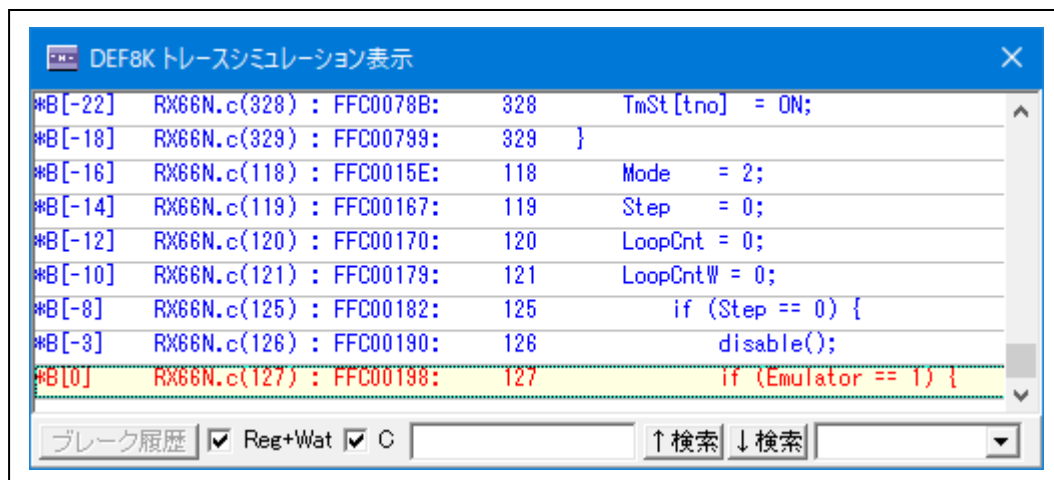 DEF8K トレースシミュレーション表示
*B[-22] RX66N.c(328) : FFC0078B: 328 TmSt[tno] = ON;
*B[-18] RX66N.c(329) : FFC00799: 329 }
*B[-16] RX66N.c(118) : FFC0015E: 118 Mode = 2;
*B[-14] RX66N.c(119) : FFC00167: 119 Step = 0;
*B[-12] RX66N.c(120) : FFC00170: 120 LoopCnt = 0;
*B[-10] RX66N.c(121) : FFC00179: 121 LoopCntW = 0;
*B[-8] RX66N.c(125) : FFC00182: 125 if (Step == 0) {
*B[-3] RX66N.c(126) : FFC00190: 126 disable();
*B[0] RX66N.c(127) : FFC00198: 127 if (Emulator == 1) {
ブレーク履歴 Reg+Wat C ↑検索 ↓検索